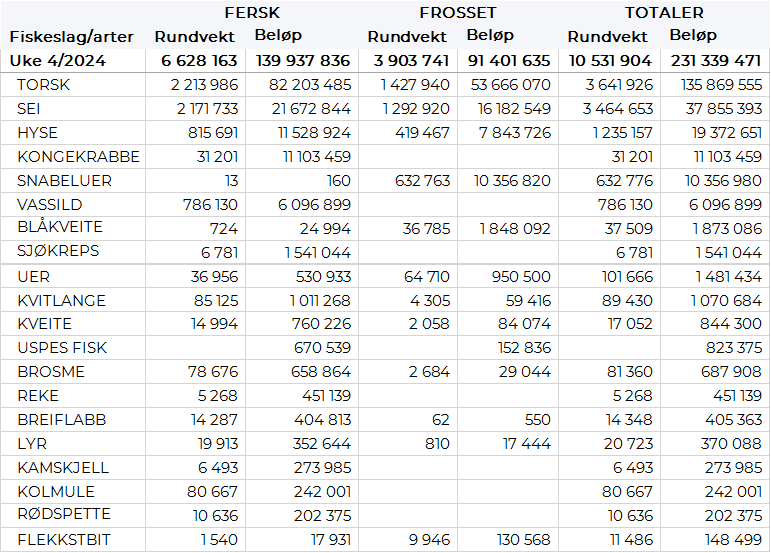 FERSK FROSSET TOTALER
Fiskeslag/arter Rundvekt Beløp Rundvekt Beløp Rundvekt Beløp
Uke 4/2024 6 628 163 139 937 836 3 903 741 91 401 635 10 531 904 231 339 471
TORSK 2 213 986 82 203 485 1 427 940 53 666 070 3 641 926 135 869 555
SEI 2 171 733 21 672 844 1 292 920 16 182 549 3 464 653 37 855 393
HYSE 815 691 11 528 924 419 467 7 843 726 1 235 157 19 372 651
KONGEKRABBE 31 201 11 103 459 31 201 11 103 459
SNABELUER 13 160 632 763 10 356 820 632 776 10 356 980
VASSILD 786 130 6 096 899 786 130 6 096 899
BLÅKVEITE 724 24 994 36 785 1 848 092 37 509 1 873 086
SJØKREPS 6 781 1 541 044 6 781 1 541 044
UER 36 956 530 933 64 710 950 500 101 666 1 481 434
KVITLANGE 85 125 1 011 268 4 305 59 416 89 430 1 070 684
KVEITE 14 994 760 226 2 058 84 074 17 052 844 300
USPES FISK 670 539 152 836 823 375
BROSME 78 676 658 864 2 684 29 044 81 360 687 908
REKE 5 268 451 139 5 268 451 139
BREIFLABB 14 287 404 813 62 550 14 348 405 363
LYR 19 913 352 644 810 17 444 20 723 370 088
KAMSKJELL 6 493 273 985 6 493 273 985
KOLMULE 80 667 242 001 80 667 242 001
RØDSPETTE 10 636 202 375 10 636 202 375
FLEKKSTBIT 1 540 17 931 9 946 130 568 11 486 148 499